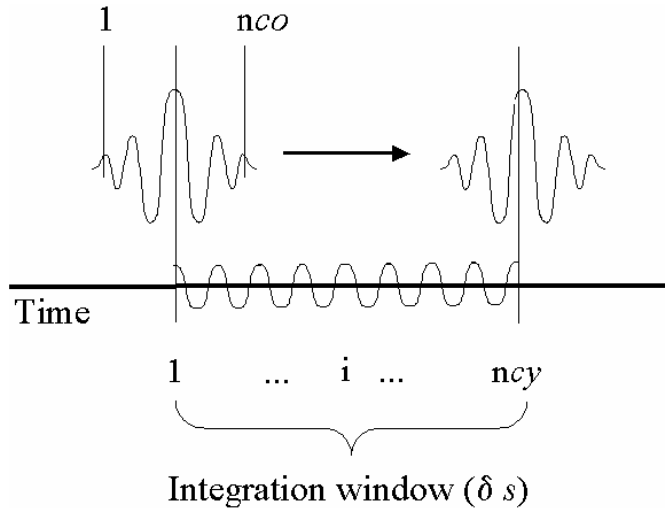 1 nco
Time
1 ... i ... ncy
Integration window (δ s)